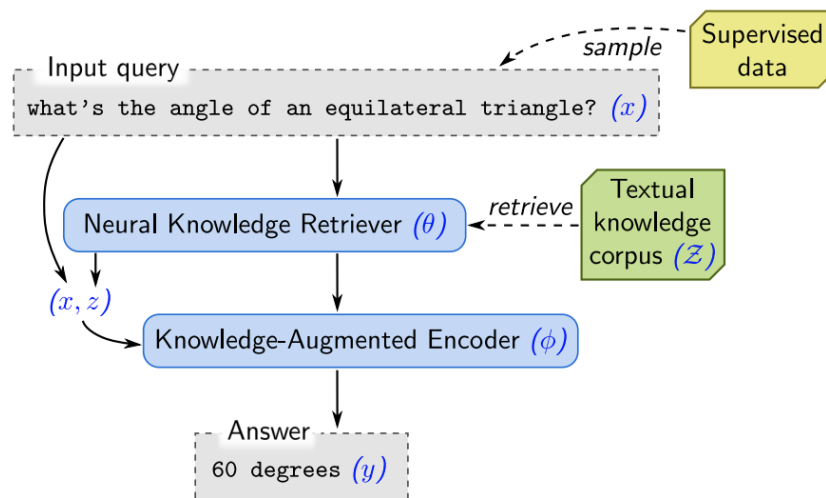 Supervised
data
sample
Input query
what's the angle of an equilateral triangle? (x)
Textual
knowledge
corpus (𝒵)
retrieve
Neural Knowledge Retriever (θ)
(x, z)
Knowledge-Augmented Encoder (ϕ)
Answer
60 degrees (y)